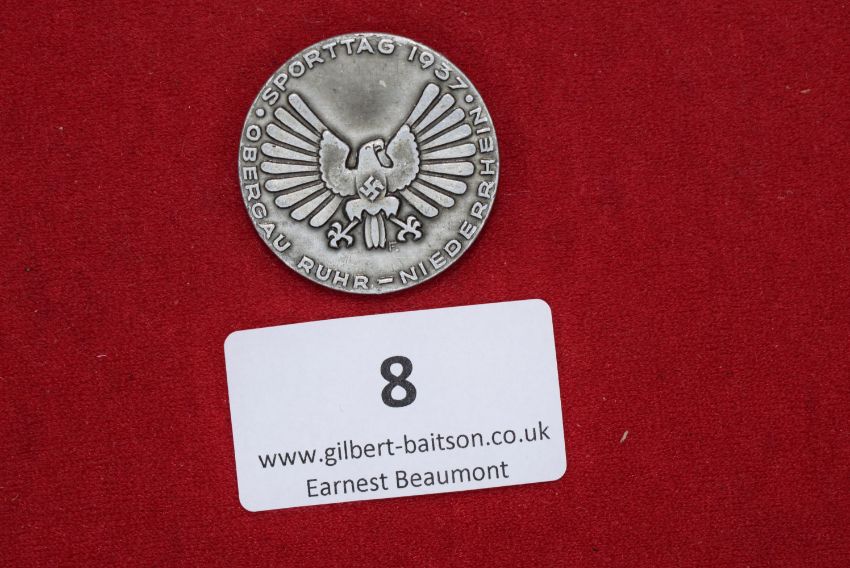 · SPORTTAG 1937 ·
OBERGAU RUHR – NIEDERRHEIN
F.
8
www.gilbert-baitson.co.uk
Earnest Beaumont